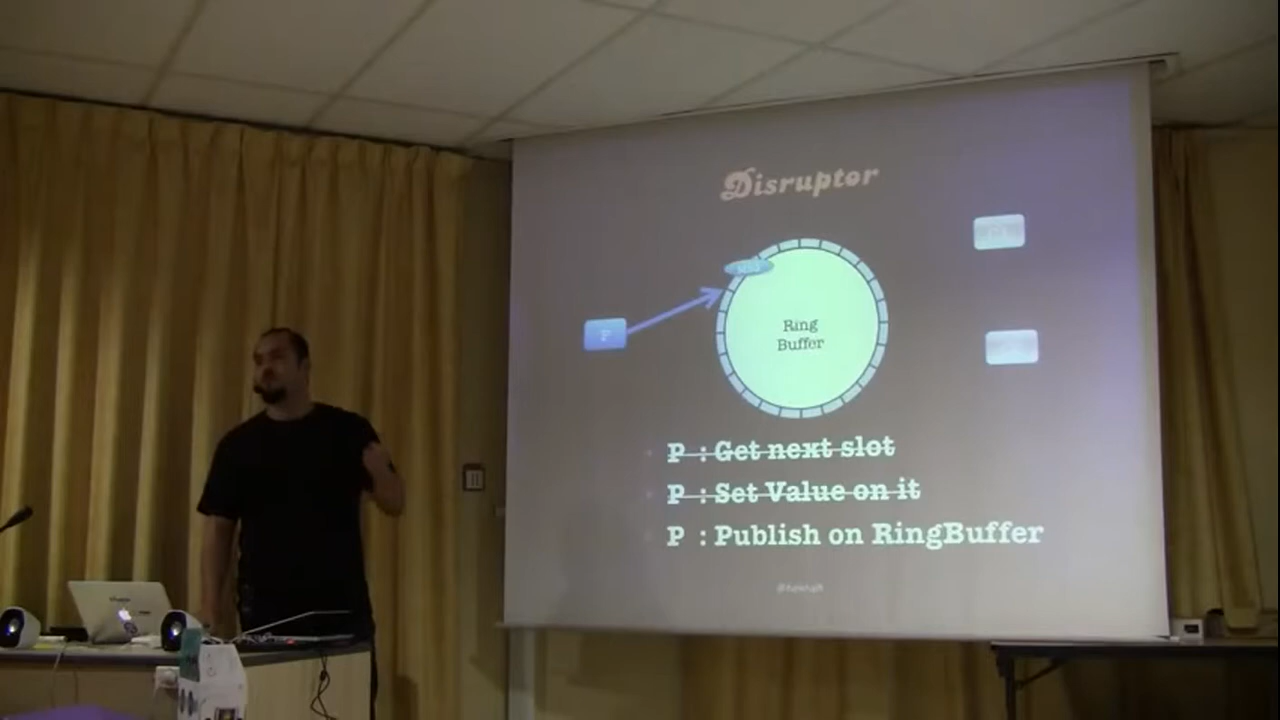 Disruptor
P
Ring
Buffer
P : Get next slot
P : Set Value on it
P : Publish on RingBuffer